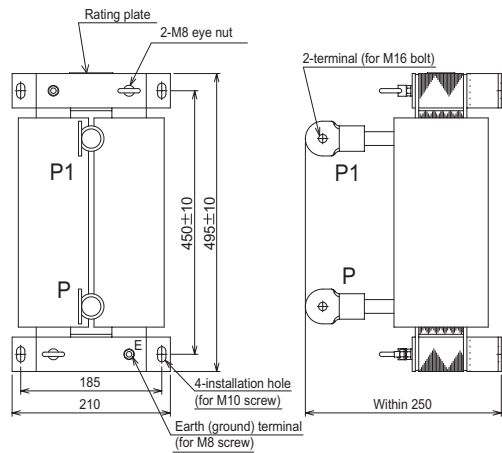 Rating plate
2-M8 eye nut
2-terminal (for M16 bolt)
P1
P1
450±10
495±10
P
P
E
185
210
4-installation hole
(for M10 screw)
Within 250
Earth (ground) terminal
(for M8 screw)